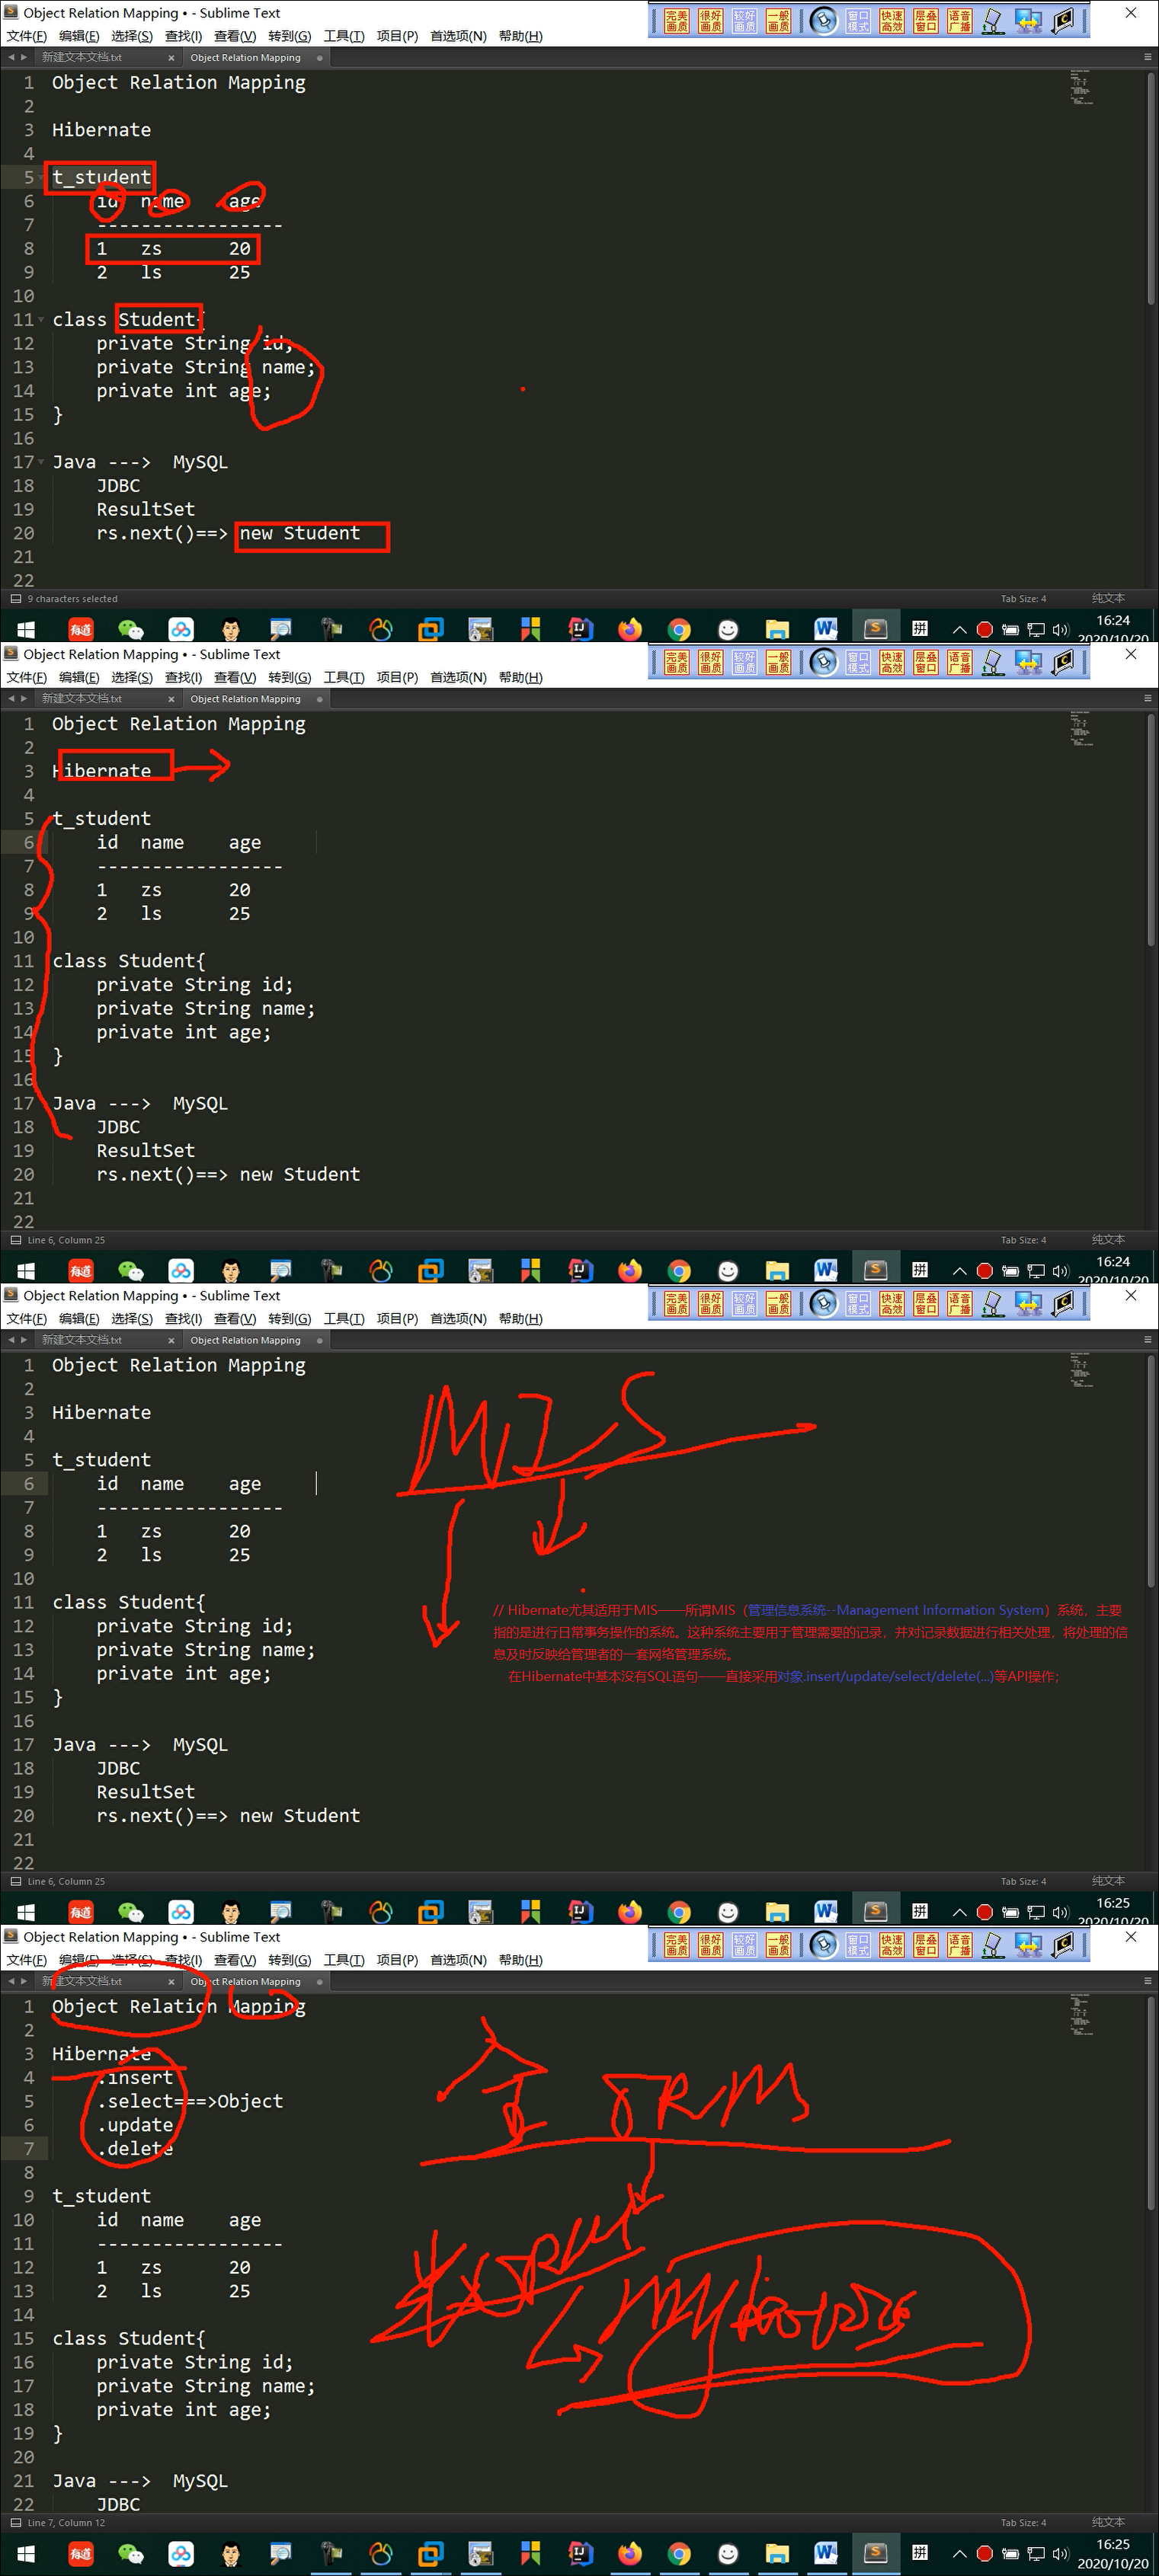 Object Relation Mapping • - Sublime Text
完美画质 很好画质 较好画质 一般画质 窗口模式 快速高效 层叠窗口 语音广播
文件(F) 编辑(E) 选择(S) 查找(I) 查看(V) 转到(G) 工具(T) 项目(P) 首选项(N) 帮助(H)
新建文本文档.txt Object Relation Mapping
1 Object Relation Mapping
2
3 Hibernate
4
5 t_student
6 id name age
7 -----------------
8 1 zs 20
9 2 ls 25
10
11 class Student{
12 private String id;
13 private String name;
14 private int age;
15 }
16
17 Java ---> MySQL
18 JDBC
19 ResultSet
20 rs.next()==> new Student
21
22
9 characters selected Tab Size: 4 纯文本
有道 拼 16:24
2020/10/20
Object Relation Mapping • - Sublime Text
完美画质 很好画质 较好画质 一般画质 窗口模式 快速高效 层叠窗口 语音广播
文件(F) 编辑(E) 选择(S) 查找(I) 查看(V) 转到(G) 工具(T) 项目(P) 首选项(N) 帮助(H)
新建文本文档.txt Object Relation Mapping
1 Object Relation Mapping
2
3 Hibernate
4
5 t_student
6 id name age
7 -----------------
8 1 zs 20
9 2 ls 25
10
11 class Student{
12 private String id;
13 private String name;
14 private int age;
15 }
16
17 Java ---> MySQL
18 JDBC
19 ResultSet
20 rs.next()==> new Student
21
22
Line 6, Column 25 Tab Size: 4 纯文本
有道 拼 16:24
2020/10/20
Object Relation Mapping • - Sublime Text
完美画质 很好画质 较好画质 一般画质 窗口模式 快速高效 层叠窗口 语音广播
文件(F) 编辑(E) 选择(S) 查找(I) 查看(V) 转到(G) 工具(T) 项目(P) 首选项(N) 帮助(H)
新建文本文档.txt Object Relation Mapping
1 Object Relation Mapping
2
3 Hibernate
MIS
4
5 t_student
6 id name age
7 -----------------
8 1 zs 20
9 2 ls 25
10
11 class Student{
12 private String id;
13 private String name;
14 private int age;
15 }
// Hibernate尤其适用于MIS——所谓MIS（管理信息系统--Management Information System）系统，主要
指的是进行日常事务操作的系统。这种系统主要用于管理需要的记录，并对记录数据进行相关处理，将处理的信
息及时反映给管理者的一套网络管理系统。
在Hibernate中基本没有SQL语句——直接采用对象.insert/update/select/delete(...)等API操作；
16
17 Java ---> MySQL
18 JDBC
19 ResultSet
20 rs.next()==> new Student
21
22
Line 6, Column 25 Tab Size: 4 纯文本
有道 拼 16:25
2020/10/20
Object Relation Mapping • - Sublime Text
完美画质 很好画质 较好画质 一般画质 窗口模式 快速高效 层叠窗口 语音广播
文件(F) 编辑(E) 选择(S) 查找(I) 查看(V) 转到(G) 工具(T) 项目(P) 首选项(N) 帮助(H)
新建文本文档.txt Object Relation Mapping
1 Object Relation Mapping
2
3 Hibernate
4 .insert
5 .select===>Object
6 .update
7 .delete
全 ORM
8
9 t_student
10 id name age
11 -----------------
12 1 zs 20
13 2 ls 25
14
15 class Student{
16 private String id;
17 private String name;
18 private int age;
19 }
20
21 Java ---> MySQL
22 JDBC
Line 7, Column 12 Tab Size: 4 纯文本
有道 拼 16:25
2020/10/20